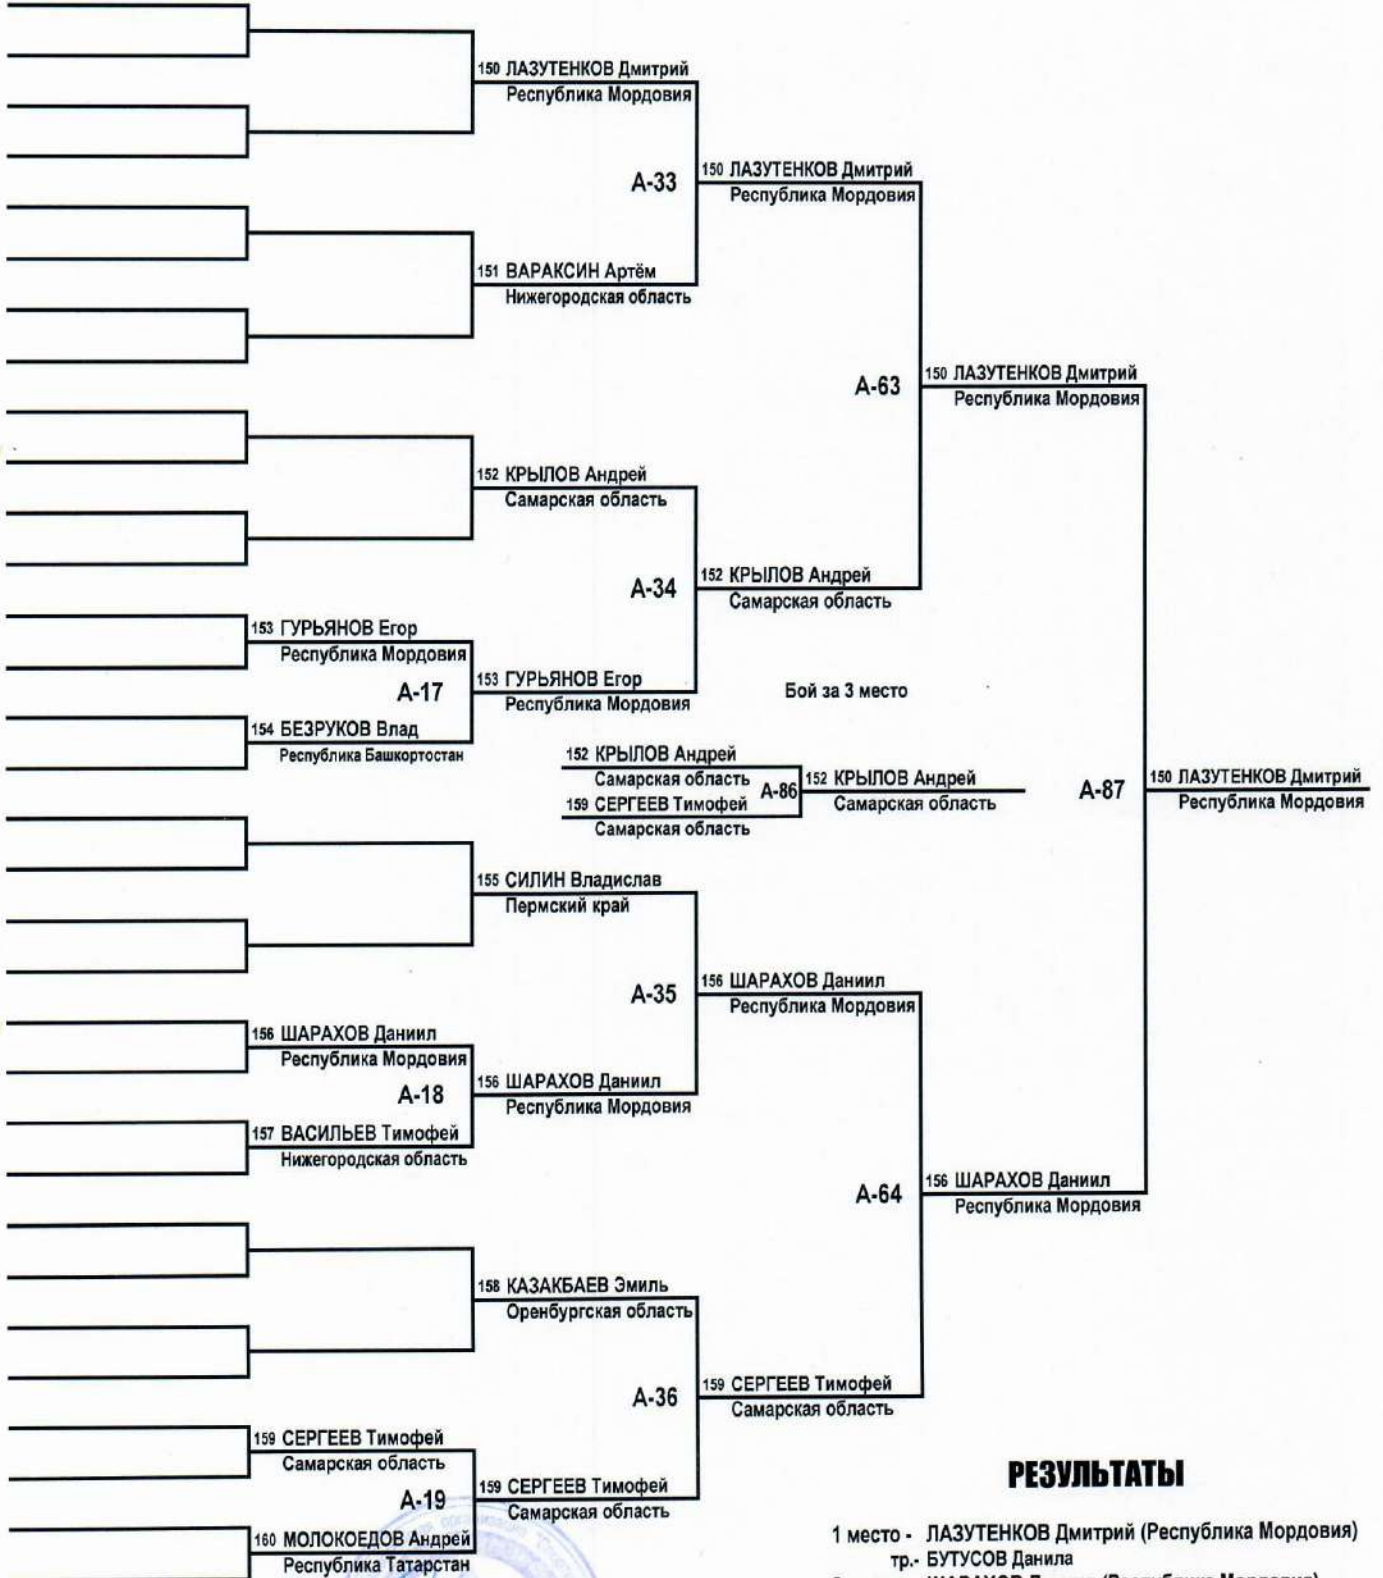 150 ЛАЗУТЕНКОВ Дмитрий
Республика Мордовия
А-33
150 ЛАЗУТЕНКОВ Дмитрий
Республика Мордовия
151 ВАРАКСИН Артём
Нижегородская область
А-63
150 ЛАЗУТЕНКОВ Дмитрий
Республика Мордовия
152 КРЫЛОВ Андрей
Самарская область
А-34
152 КРЫЛОВ Андрей
Самарская область
153 ГУРЬЯНОВ Егор
Республика Мордовия
А-17
153 ГУРЬЯНОВ Егор
Республика Мордовия
154 БЕЗРУКОВ Влад
Республика Башкортостан
Бой за 3 место
152 КРЫЛОВ Андрей
Самарская область
159 СЕРГЕЕВ Тимофей
Самарская область
А-86
152 КРЫЛОВ Андрей
Самарская область
А-87
150 ЛАЗУТЕНКОВ Дмитрий
Республика Мордовия
155 СИЛИН Владислав
Пермский край
А-35
156 ШАРАХОВ Даниил
Республика Мордовия
156 ШАРАХОВ Даниил
Республика Мордовия
А-18
156 ШАРАХОВ Даниил
Республика Мордовия
157 ВАСИЛЬЕВ Тимофей
Нижегородская область
А-64
156 ШАРАХОВ Даниил
Республика Мордовия
158 КАЗАКБАЕВ Эмиль
Оренбургская область
А-36
159 СЕРГЕЕВ Тимофей
Самарская область
159 СЕРГЕЕВ Тимофей
Самарская область
А-19
159 СЕРГЕЕВ Тимофей
Самарская область
160 МОЛОКОЕДОВ Андрей
Республика Татарстан
РЕЗУЛЬТАТЫ
1 место - ЛАЗУТЕНКОВ Дмитрий (Республика Мордовия)
тр.- БУТУСОВ Данила
ШАРАХОВ Даниил (Республика Мордовия)